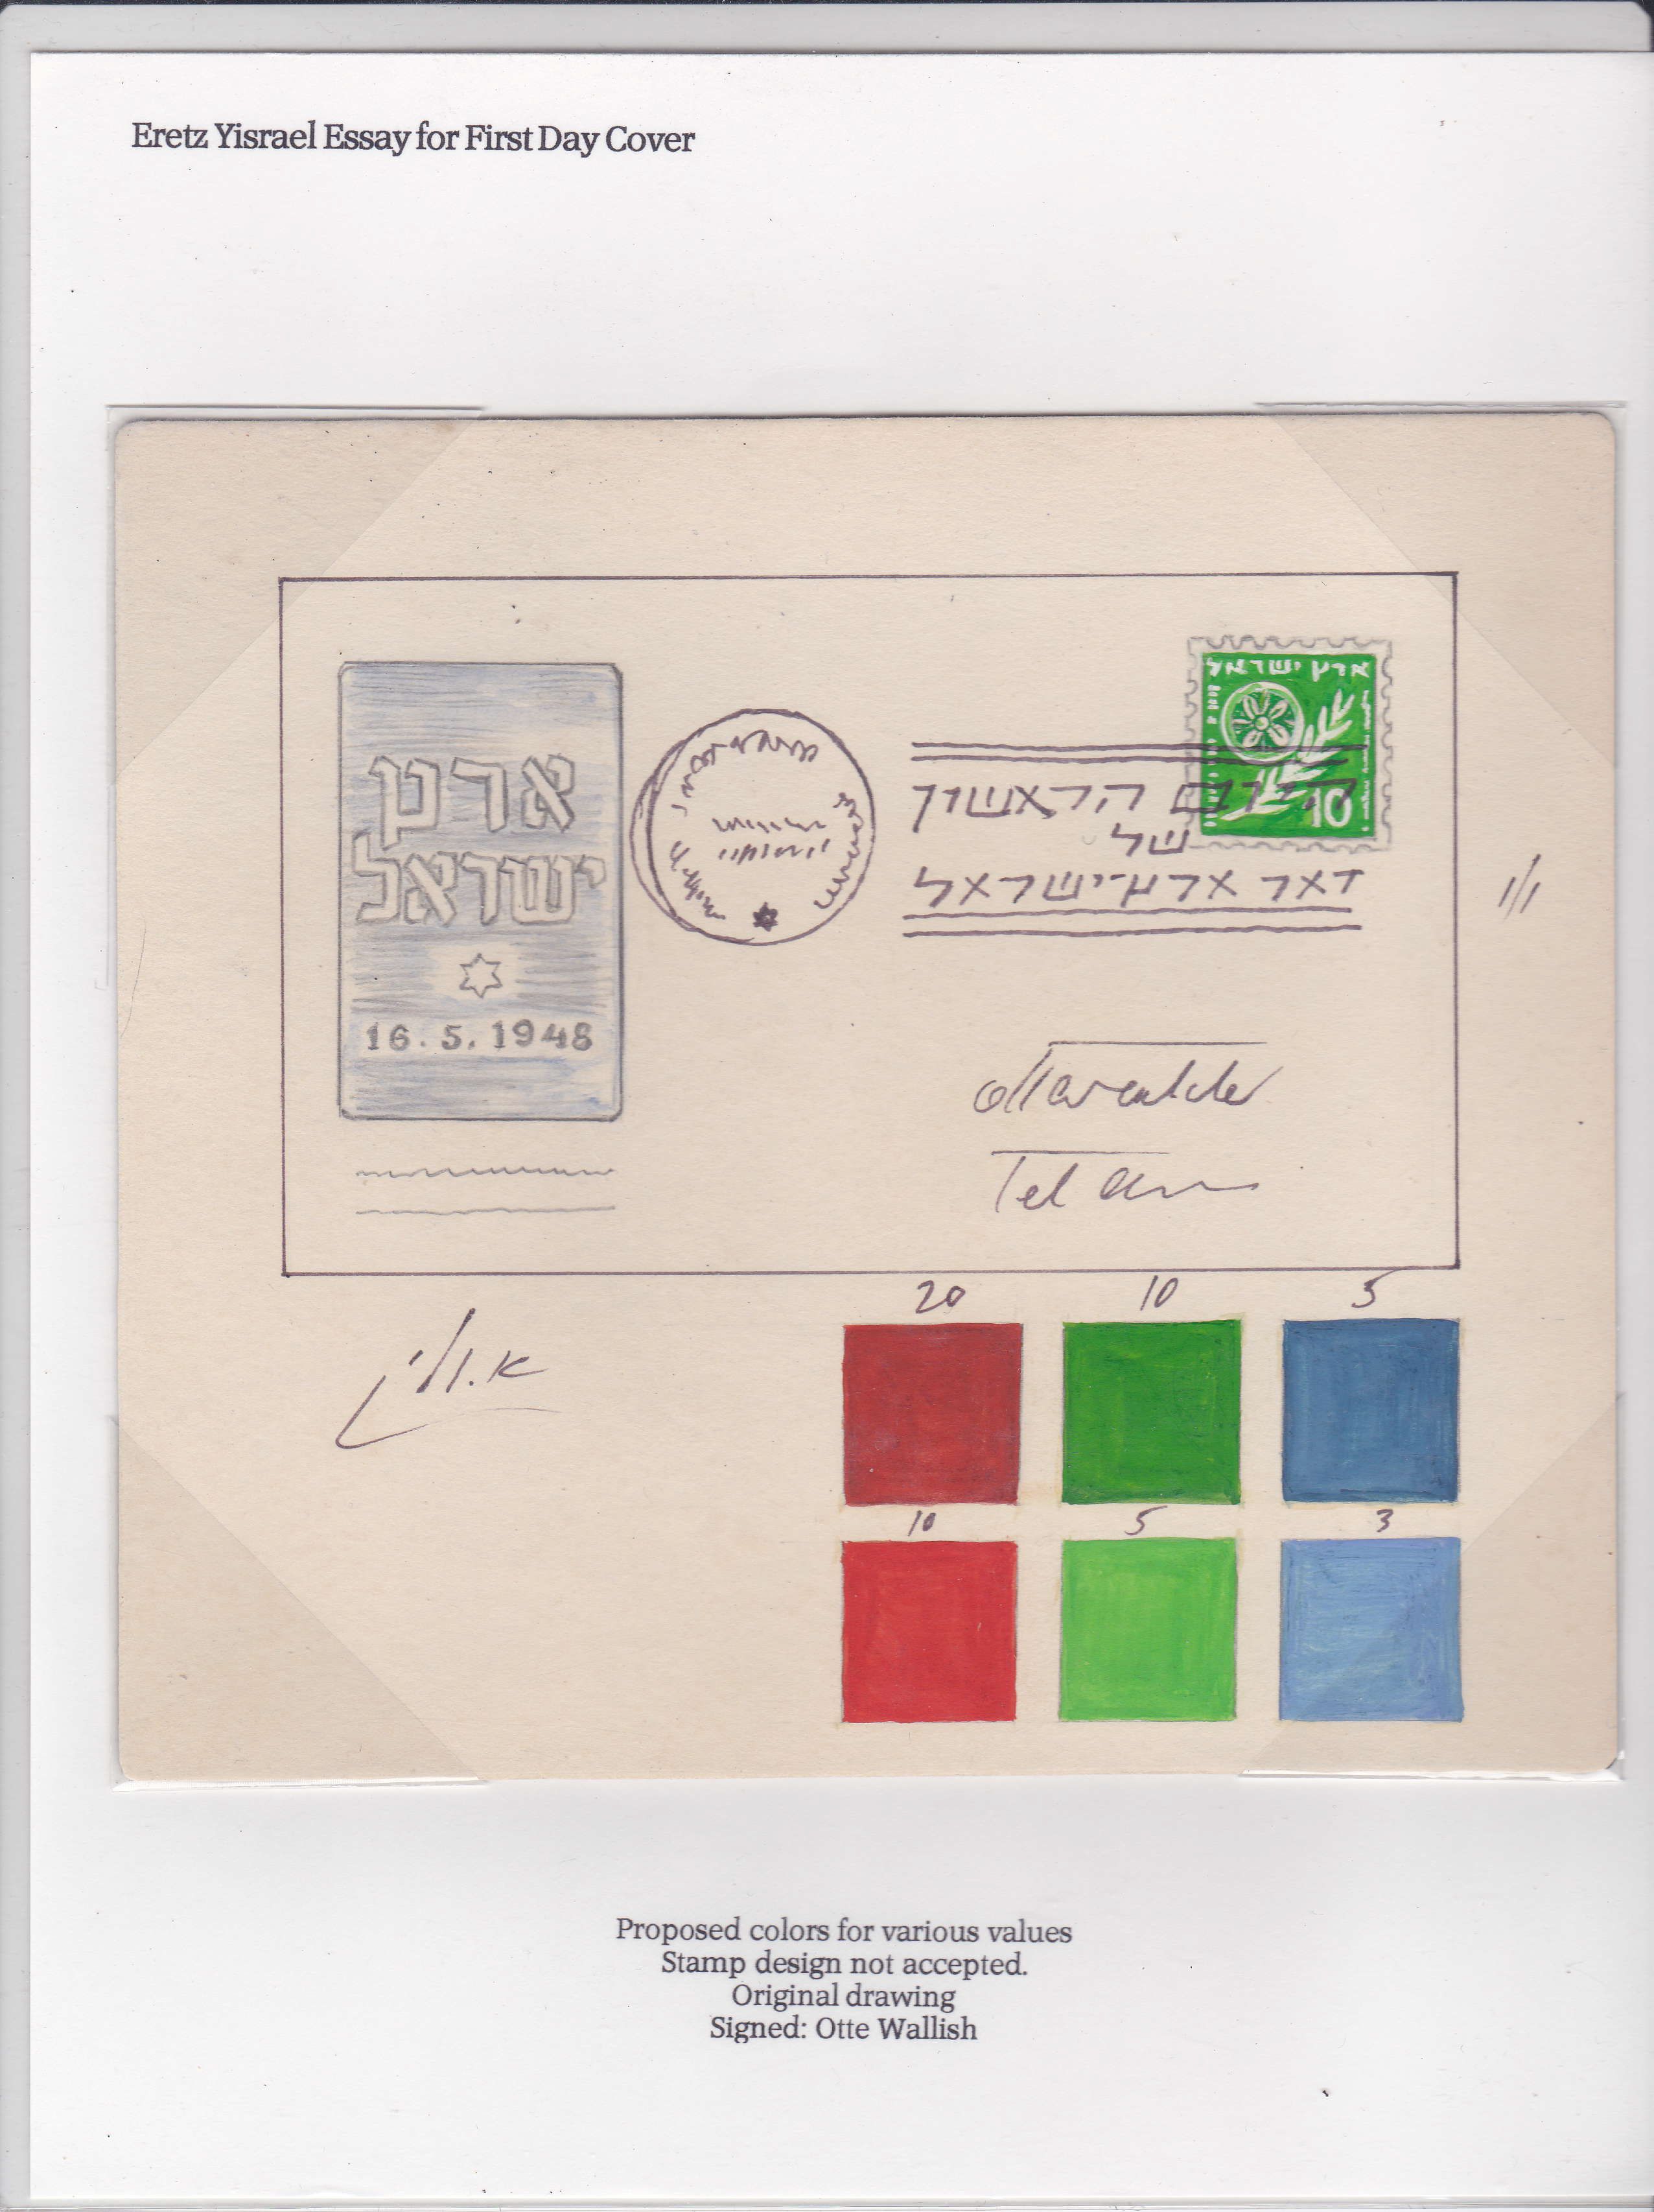 Eretz Yisrael Essay for First Day Cover
ארץ ישראל
10
ארץ
ישראל
16.5.1948
היום הראשון
של
דאר ארץ-ישראל
Tel
20 10 5
א. ולי
10 5 3
Proposed colors for various values
Stamp design not accepted.
Original drawing
Signed: Otte Wallish